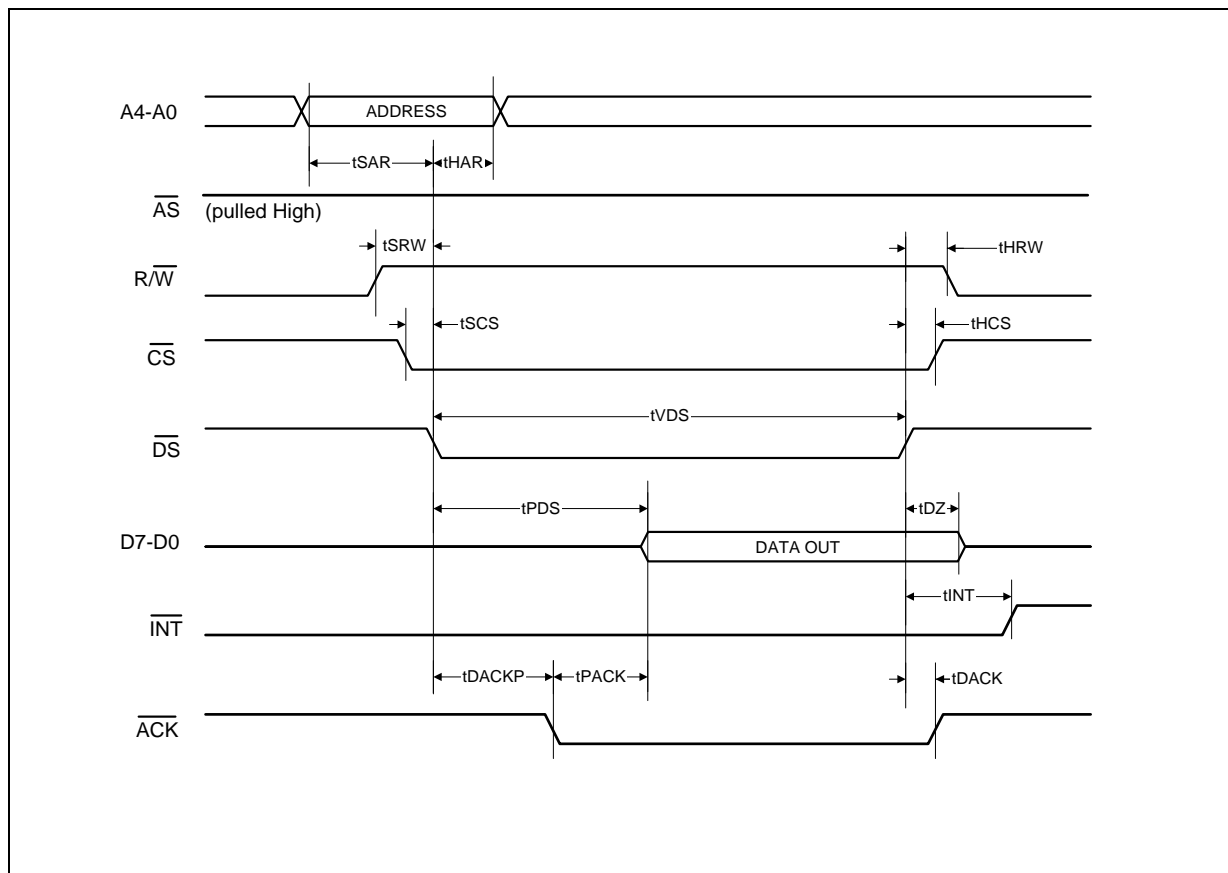 A4-A0
ADDRESS
tSAR
tHAR
AS
(pulled High)
tSRW
tHRW
R/W
tSCS
tHCS
CS
tVDS
DS
tPDS
tDZ
D7-D0
DATA OUT
tINT
INT
tDACKP
tPACK
tDACK
ACK